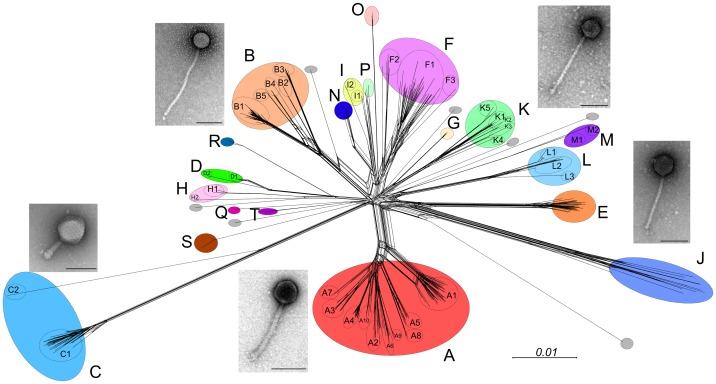 O
B
B3
B4 B2
B5
B1
I
I2
I1
P
N
F
F2
F1
F3
G
K
K5
K1
K2
K3
K4
M
M2
M1
L
L1
L2
L3
R
D
D2
D1
H
H1
H2
Q
T
S
E
J
C2
C1
C
A7
A3
A4
A10
A2
A6
A9
A5
A8
A1
A
0.01